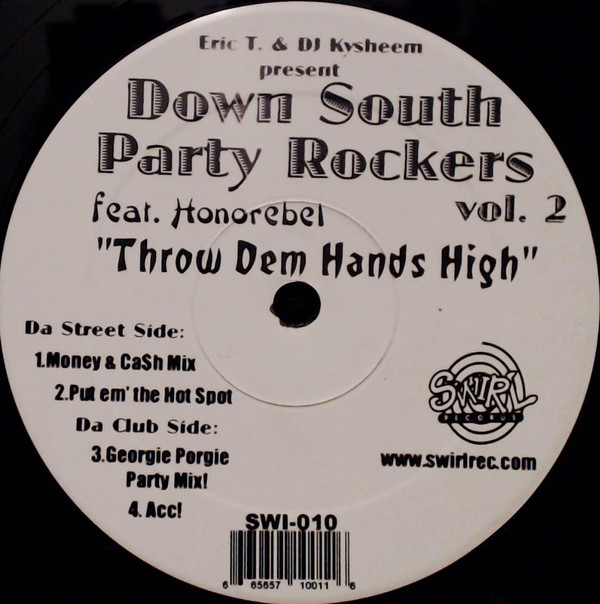 Eric T. & DJ Kysheem
present
Down South
Party Rockers
feat. Honorebel vol. 2
"Throw Dem Hands High"
Da Street Side:
1.Money & Ca$h Mix
2.Put em' the Hot Spot
Da Club Side:
3.Georgie Porgie
Party Mix!
4. Acc!
SWIRL
RECORDS
www.swirlrec.com
SWI-010
6 65657 10011 6